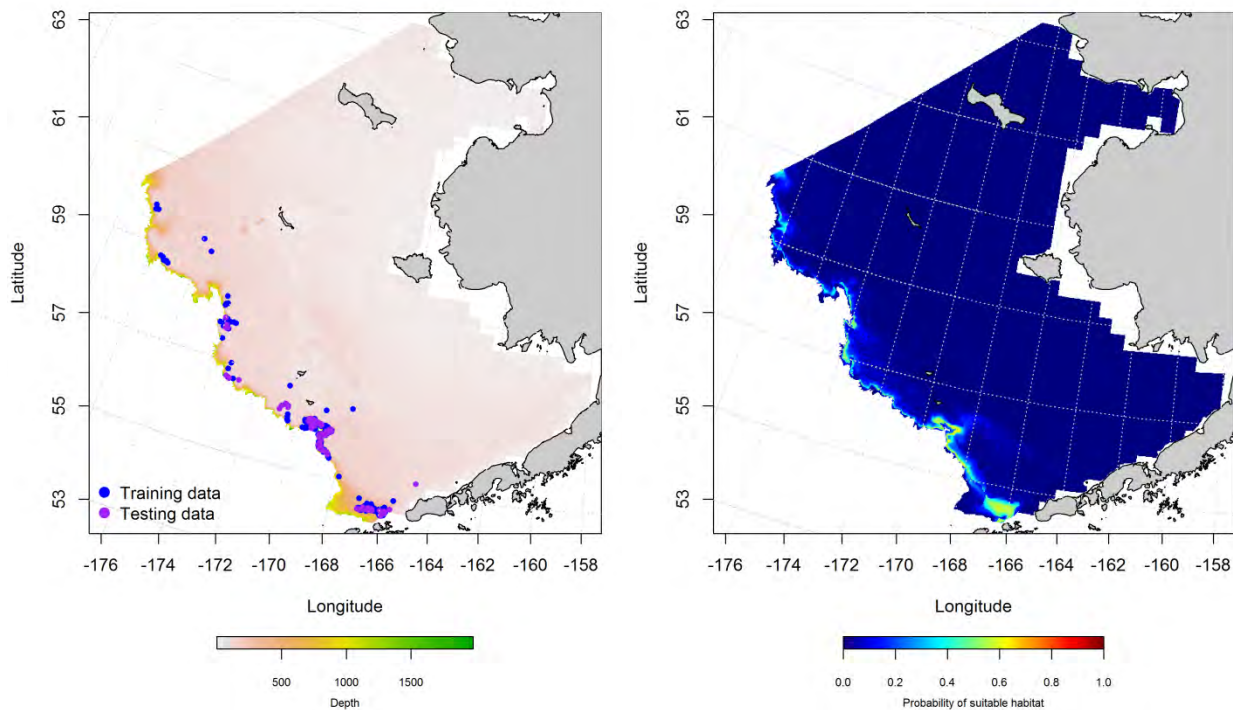 63
61
59
57
55
53
Latitude
Training data
Testing data
-176 -174 -172 -170 -168 -166 -164 -162 -160 -158
Longitude
500 1000 1500
Depth
63
61
59
57
55
53
Latitude
-176 -174 -172 -170 -168 -166 -164 -162 -160 -158
Longitude
0.0 0.2 0.4 0.6 0.8 1.0
Probability of suitable habitat